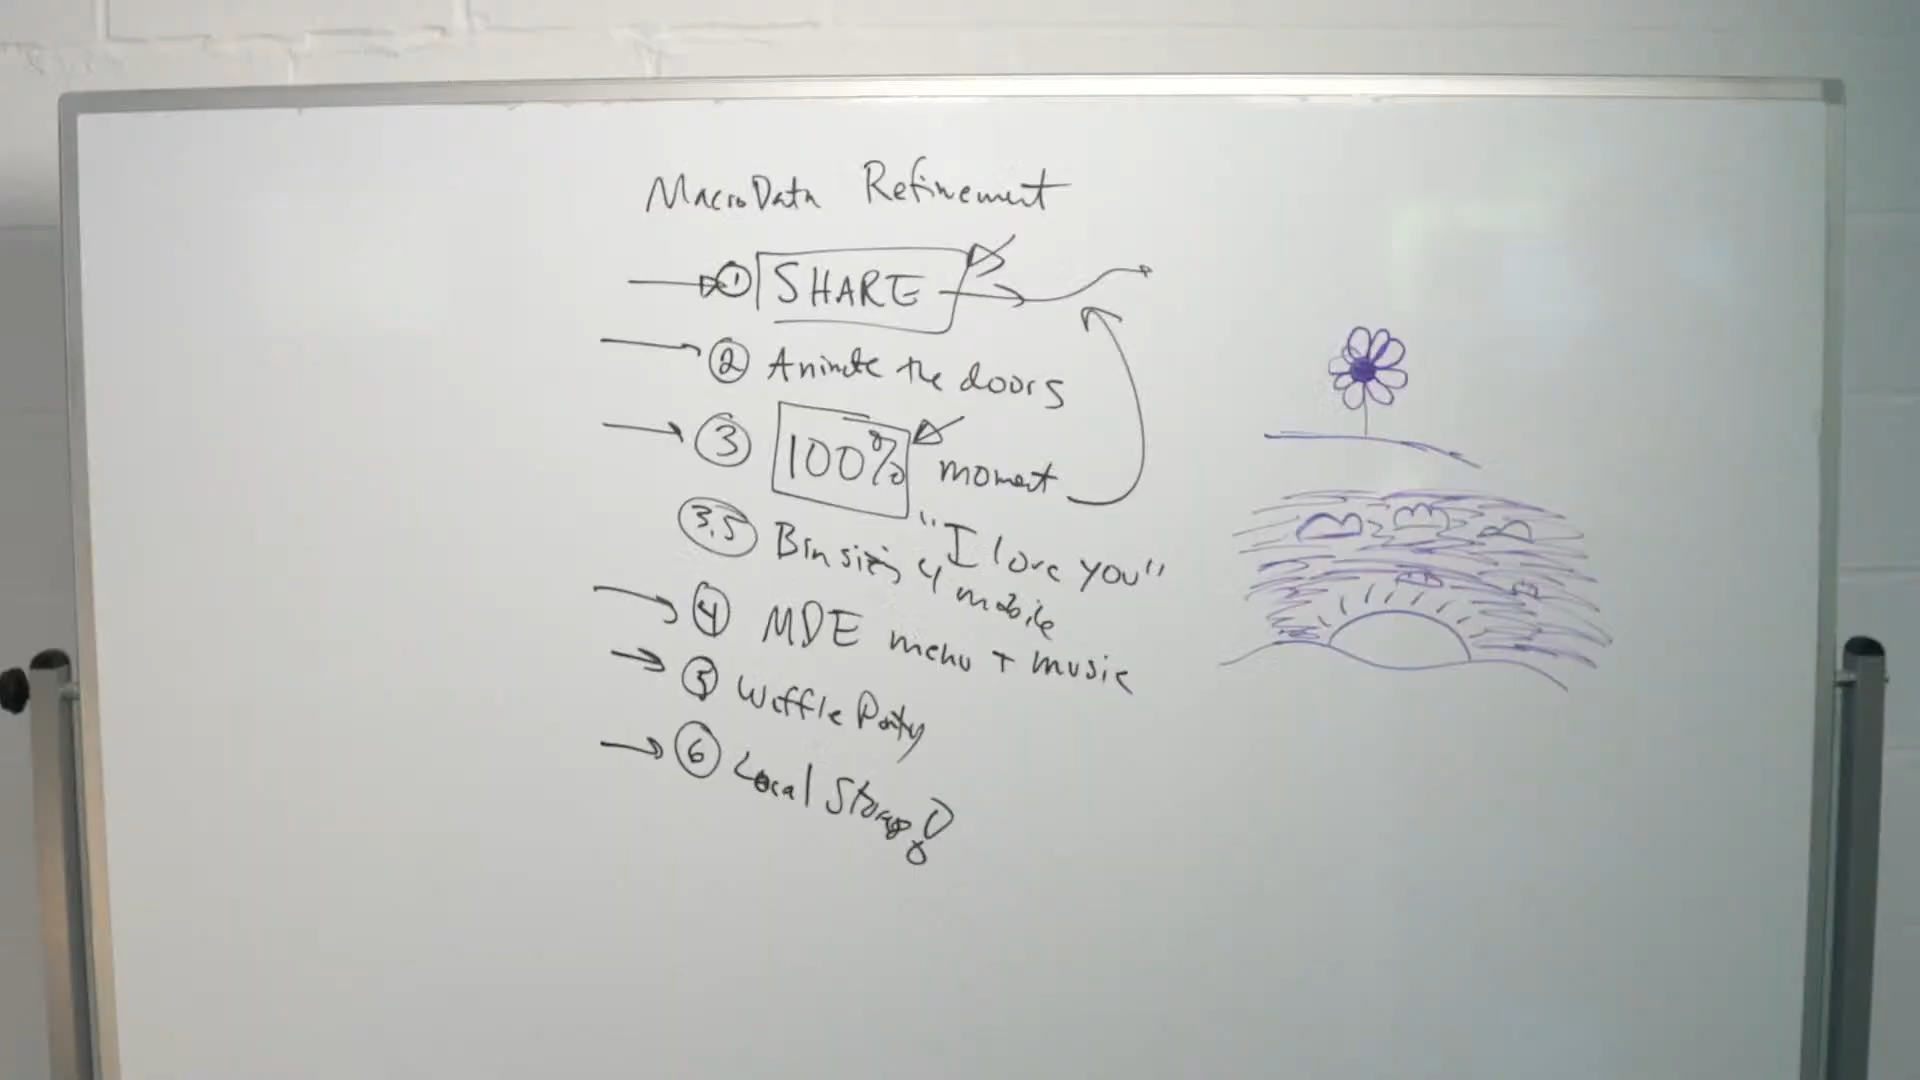 MacroData Refinement
① SHARE
② Animate the doors
③ 100% moment
"I love you"
3.5 Bin sizing 4 mobile
④ MDE menu + music
⑤ Waffle Party
⑥ Local Storage!